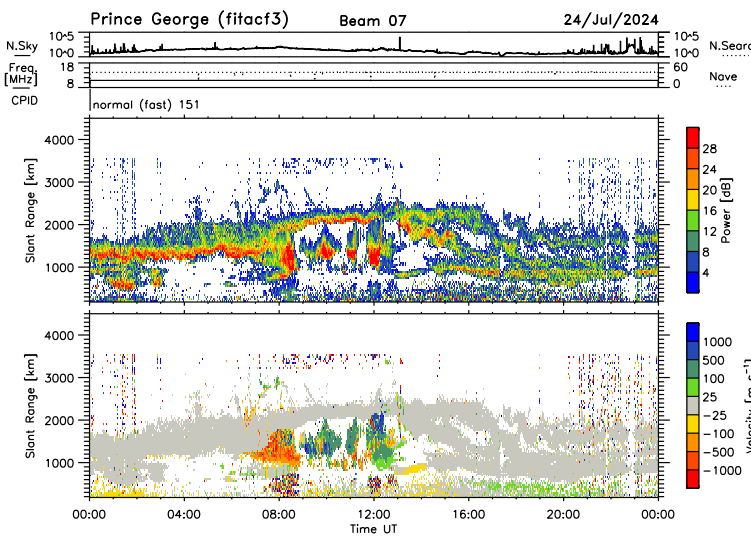 Prince George (fitacf3) Beam 07 24/Jul/2024
N.Sky 10^5 10^0 10^5 10^0 N.Sear
Freq [MHz] 18 8 60 0 Nave
CPID normal (fast) 151
Slant Range [km] 4000 3000 2000 1000
28 24 20 16 12 8 4 Power [dB]
Slant Range [km] 4000 3000 2000 1000
1000 500 100 25 -25 -100 -500 -1000 Velocity [m s^-1]
00:00 04:00 08:00 12:00 16:00 20:00 00:00
Time UT